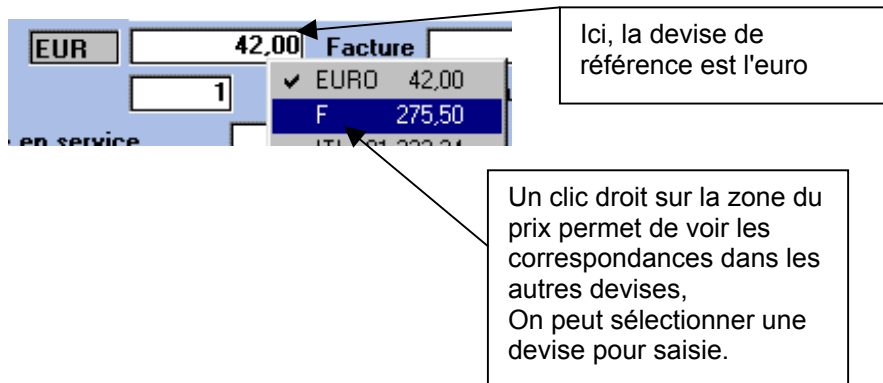 Ici, la devise de
référence est l'euro
EUR 42,00 Facture
✔ EURO 42,00
1
F 275,50
en service
Un clic droit sur la zone du
prix permet de voir les
correspondances dans les
autres devises,
On peut sélectionner une
devise pour saisie.